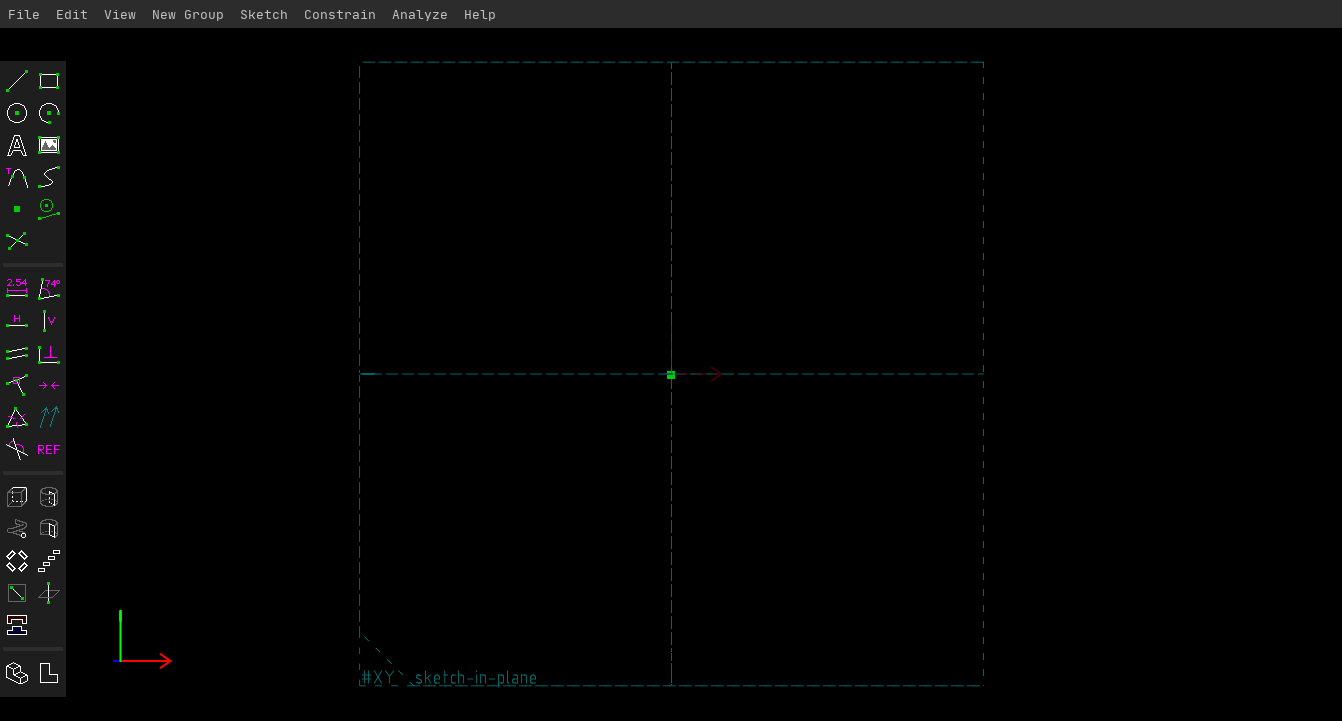 File Edit View New Group Sketch Constrain Analyze Help
A
T
2.54 74°
H V
REF
#XY sketch-in-plane